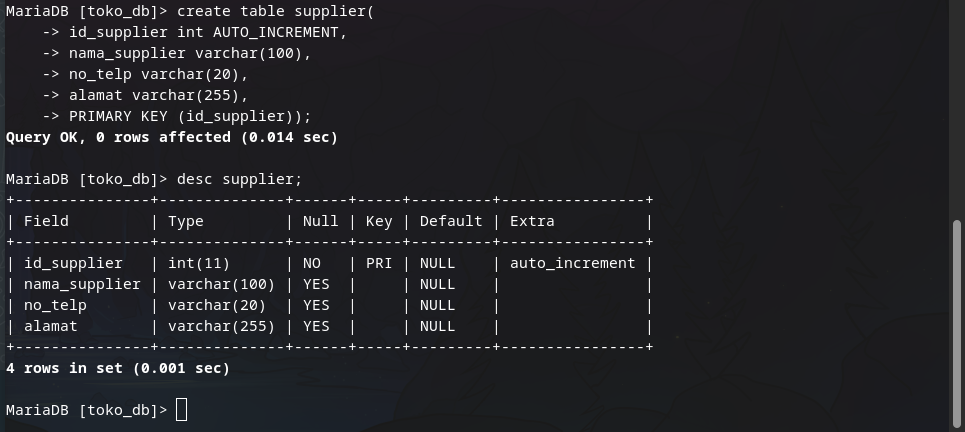 MariaDB [toko_db]> create table supplier(
    -> id_supplier int AUTO_INCREMENT,
    -> nama_supplier varchar(100),
    -> no_telp varchar(20),
    -> alamat varchar(255),
    -> PRIMARY KEY (id_supplier));
Query OK, 0 rows affected (0.014 sec)

MariaDB [toko_db]> desc supplier;
+---------------+--------------+------+-----+---------+----------------+
| Field         | Type         | Null | Key | Default | Extra          |
+---------------+--------------+------+-----+---------+----------------+
| id_supplier   | int(11)      | NO   | PRI | NULL    | auto_increment |
| nama_supplier | varchar(100) | YES  |     | NULL    |                |
| no_telp       | varchar(20)  | YES  |     | NULL    |                |
| alamat        | varchar(255) | YES  |     | NULL    |                |
+---------------+--------------+------+-----+---------+----------------+
4 rows in set (0.001 sec)

MariaDB [toko_db]>